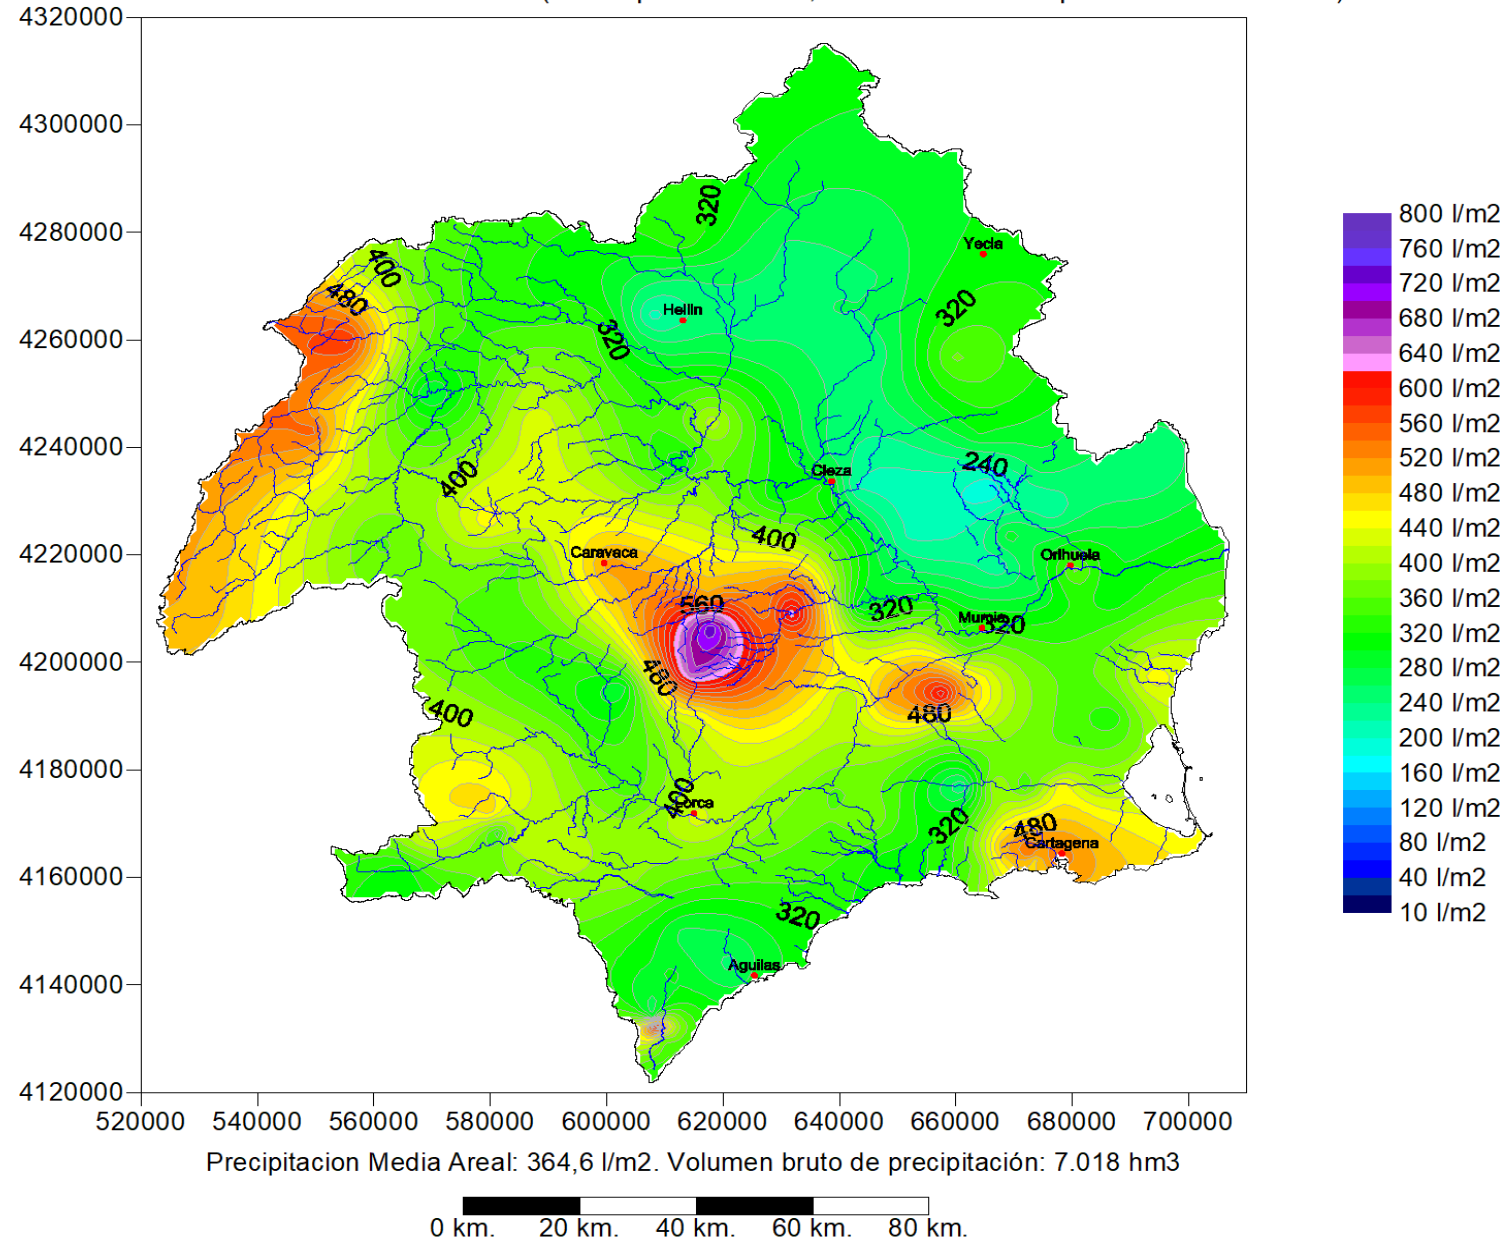 4320000
4300000
4280000
4260000
4240000
4220000
4200000
4180000
4160000
4140000
4120000
520000 540000 560000 580000 600000 620000 640000 660000 680000 700000
320
Yecla
400
480
Hellin
320
320
400
240
Cieza
400
Caravaca
Orihuela
560
320
Murcia
320
480
400
480
400
Lorca
320
480
Cartagena
320
Aguilas
800 l/m2
760 l/m2
720 l/m2
680 l/m2
640 l/m2
600 l/m2
560 l/m2
520 l/m2
480 l/m2
440 l/m2
400 l/m2
360 l/m2
320 l/m2
280 l/m2
240 l/m2
200 l/m2
160 l/m2
120 l/m2
80 l/m2
40 l/m2
10 l/m2
Precipitacion Media Areal: 364,6 l/m2. Volumen bruto de precipitación: 7.018 hm3
0 km. 20 km. 40 km. 60 km. 80 km.